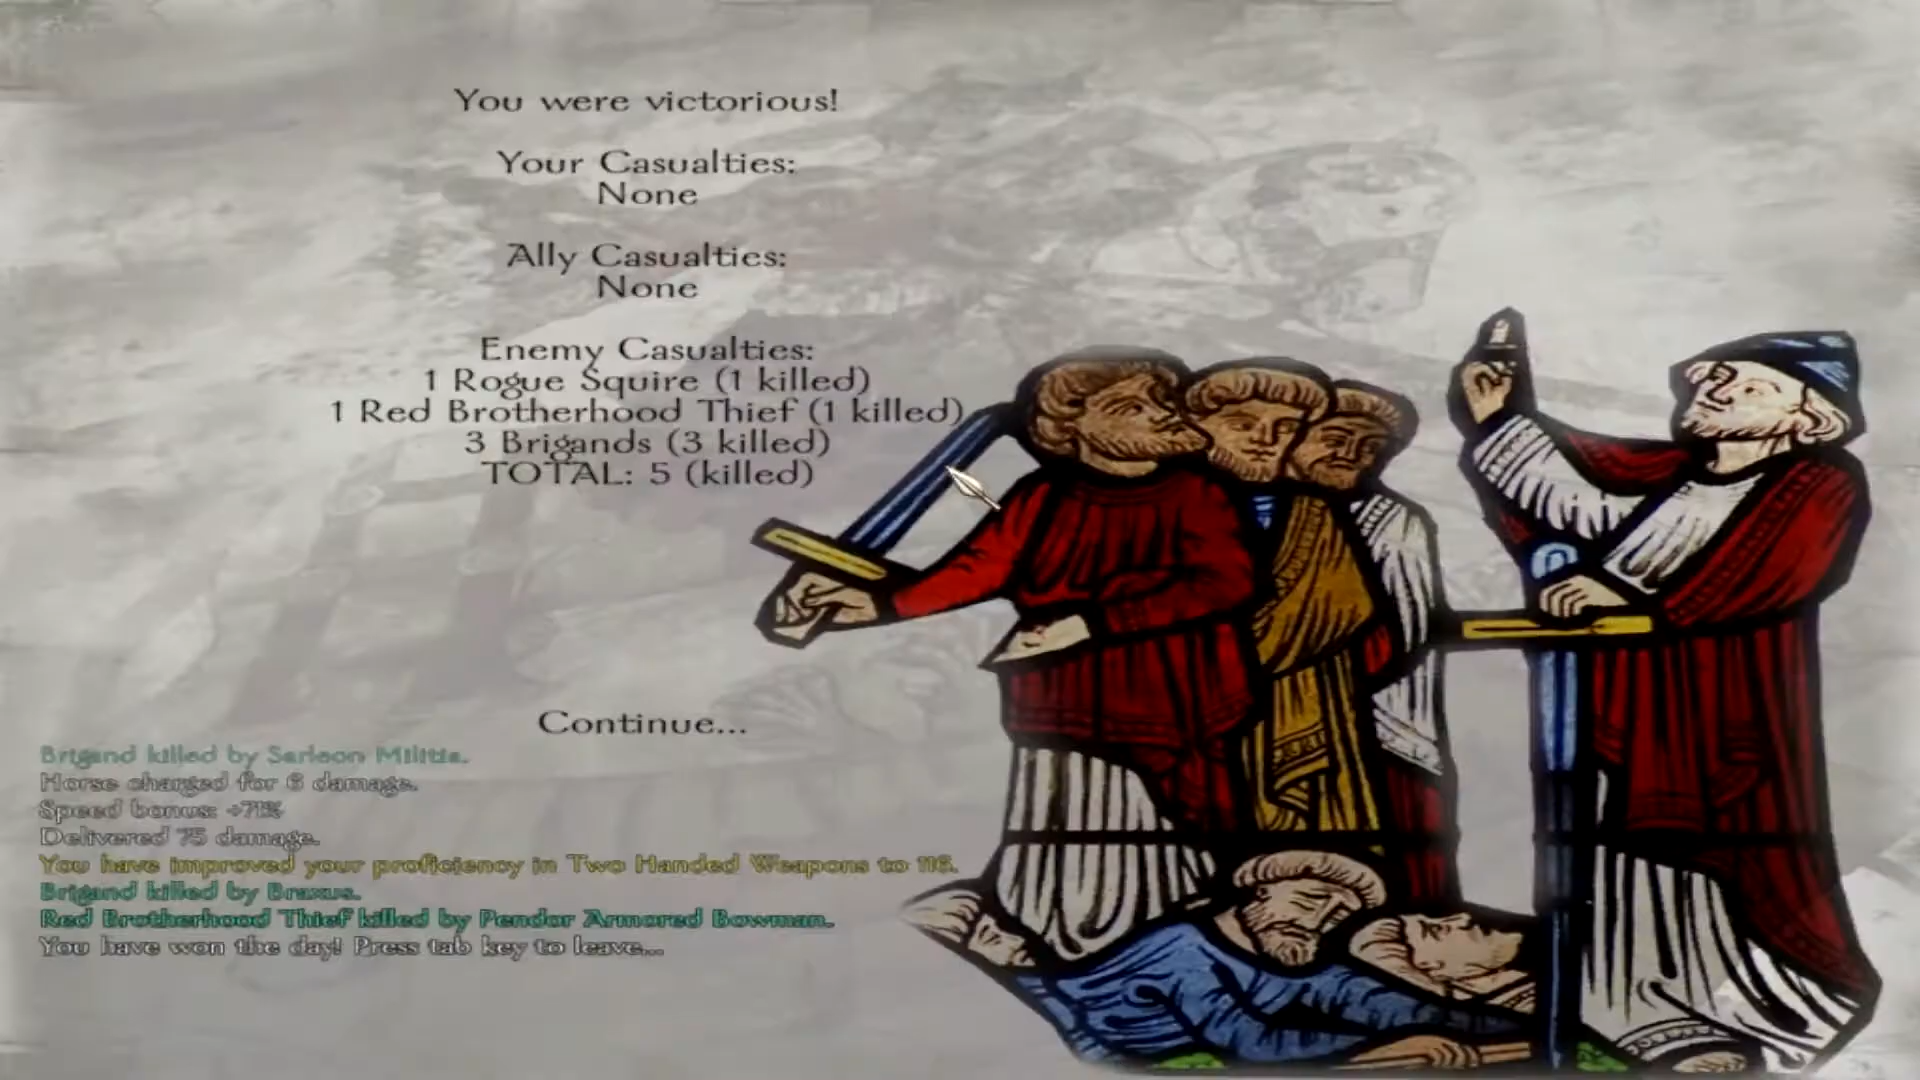 You were victorious!
Your Casualties:
None
Ally Casualties:
None
Enemy Casualties:
1 Rogue Squire (1 killed)
1 Red Brotherhood Thief (1 killed)
3 Brigands (3 killed)
TOTAL: 5 (killed)
Continue...
Brigand killed by Sarleon Militia.
Horse charged for 6 damage.
Speed bonus: +71%
Delivered 75 damage.
You have improved your proficiency in Two Handed Weapons to 116.
Brigand killed by Braxus.
Red Brotherhood Thief killed by Pendor Armored Bowman.
You have won the day! Press tab key to leave...